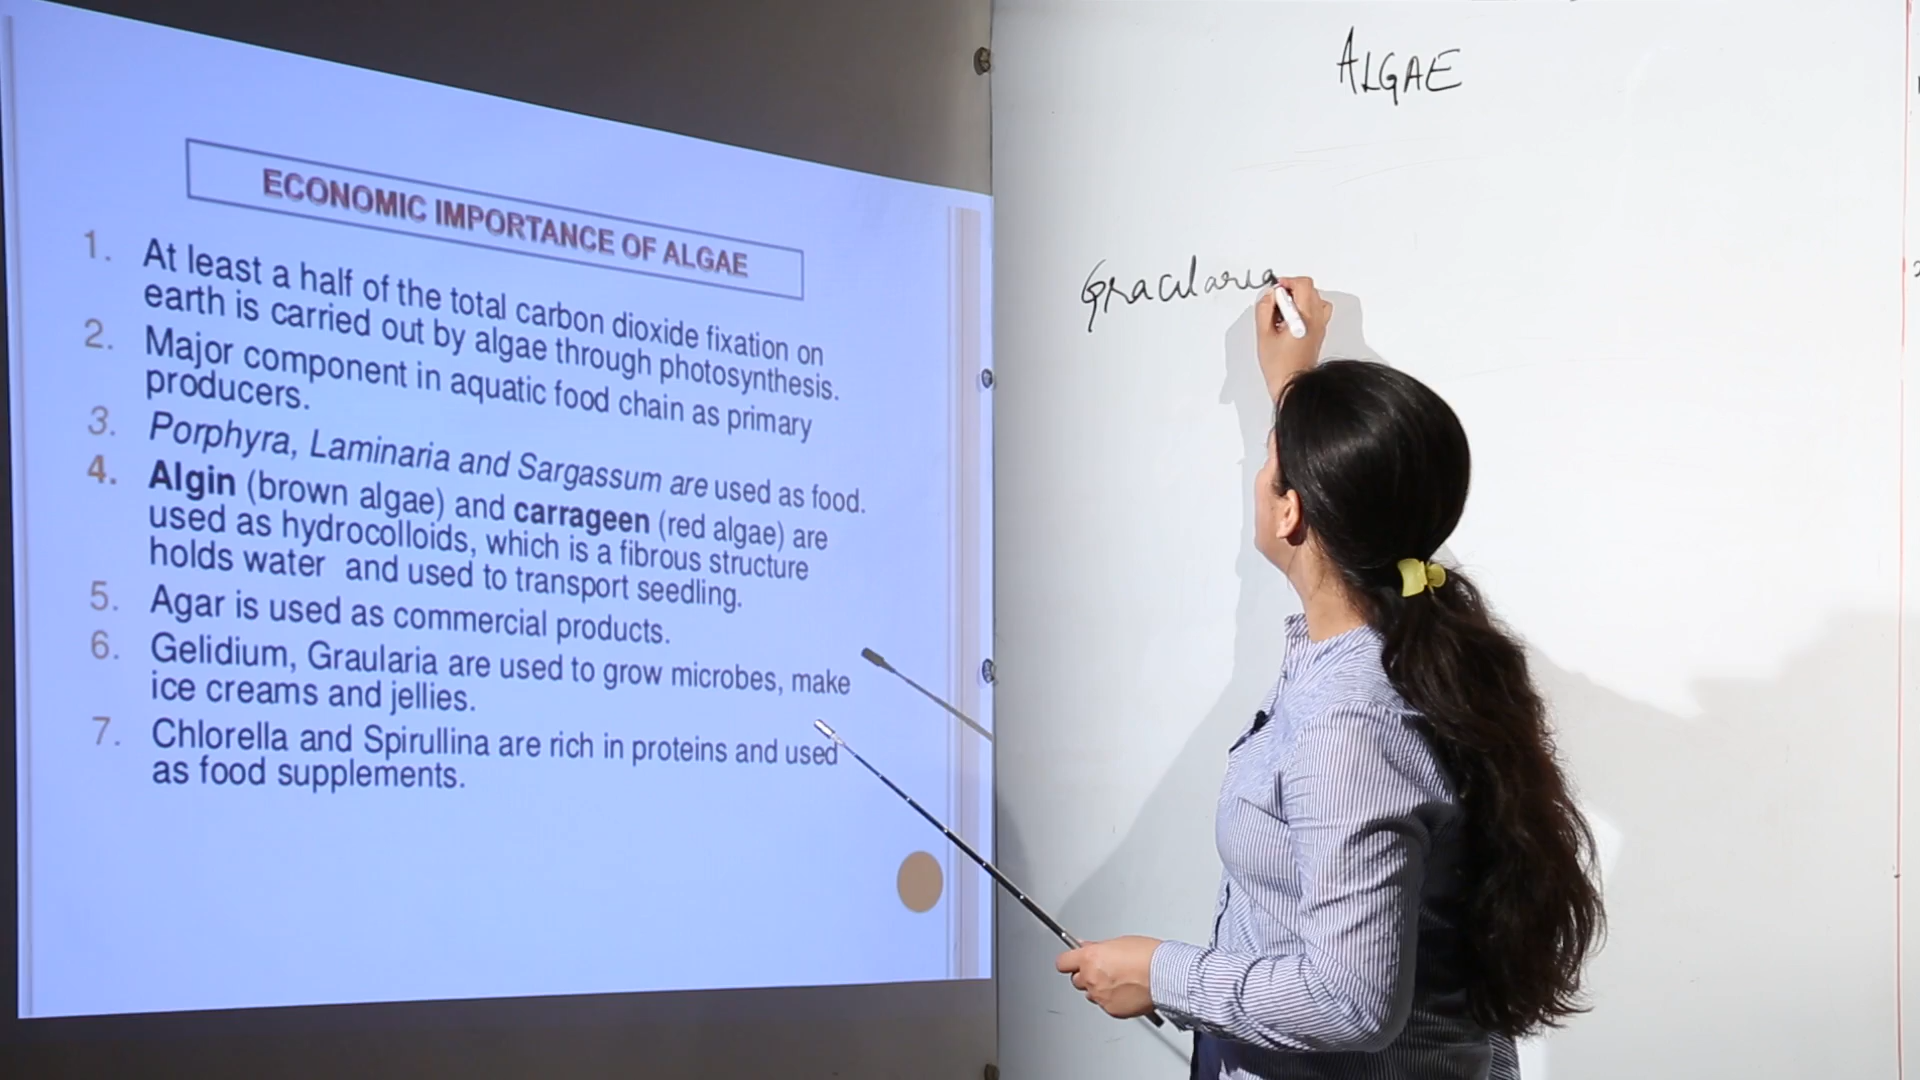 ECONOMIC IMPORTANCE OF ALGAE
1. At least a half of the total carbon dioxide fixation on
earth is carried out by algae through photosynthesis.
2. Major component in aquatic food chain as primary
producers.
3. Porphyra, Laminaria and Sargassum are used as food.
4. Algin (brown algae) and carrageen (red algae) are
used as hydrocolloids, which is a fibrous structure
holds water and used to transport seedling.
5. Agar is used as commercial products.
6. Gelidium, Graularia are used to grow microbes, make
ice creams and jellies.
7. Chlorella and Spirullina are rich in proteins and used
as food supplements.
ALGAE
Gracilaria